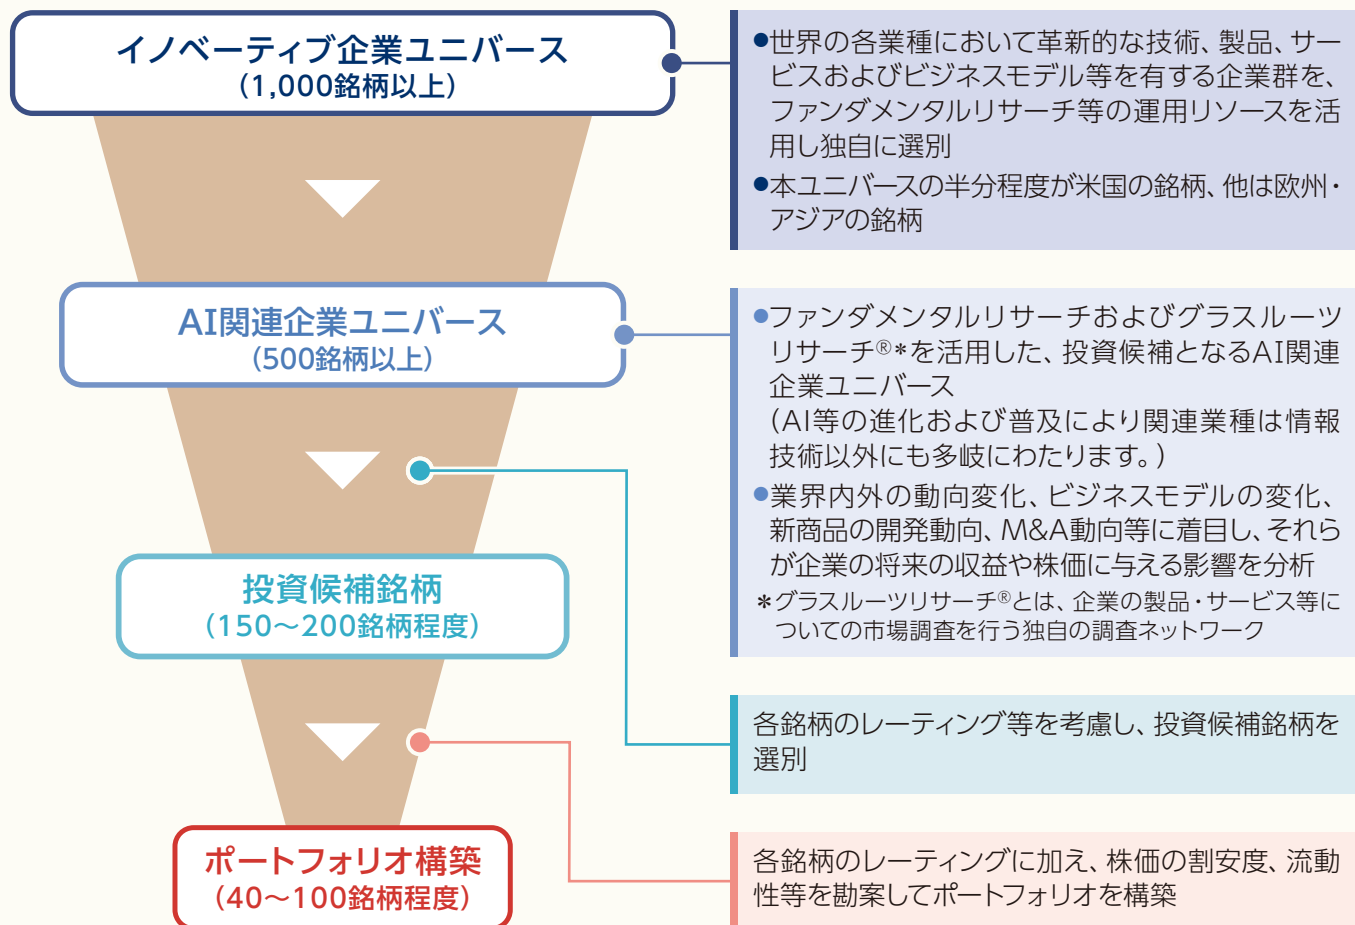 イノベーティブ企業ユニバース
（1,000銘柄以上）
●世界の各業種において革新的な技術、製品、サー
ビスおよびビジネスモデル等を有する企業群を、
ファンダメンタルリサーチ等の運用リソースを活
用し独自に選別
●本ユニバースの半分程度が米国の銘柄、他は欧州・
アジアの銘柄
AI関連企業ユニバース
（500銘柄以上）
●ファンダメンタルリサーチおよびグラスルーツ
リサーチ®＊を活用した、投資候補となるAI関連
企業ユニバース
（AI等の進化および普及により関連業種は情報
技術以外にも多岐にわたります。）
●業界内外の動向変化、ビジネスモデルの変化、
新商品の開発動向、M&A動向等に着目し、それら
が企業の将来の収益や株価に与える影響を分析
＊グラスルーツリサーチ®とは、企業の製品・サービス等に
ついての市場調査を行う独自の調査ネットワーク
投資候補銘柄
（150～200銘柄程度）
各銘柄のレーティング等を考慮し、投資候補銘柄を
選別
ポートフォリオ構築
（40～100銘柄程度）
各銘柄のレーティングに加え、株価の割安度、流動
性等を勘案してポートフォリオを構築